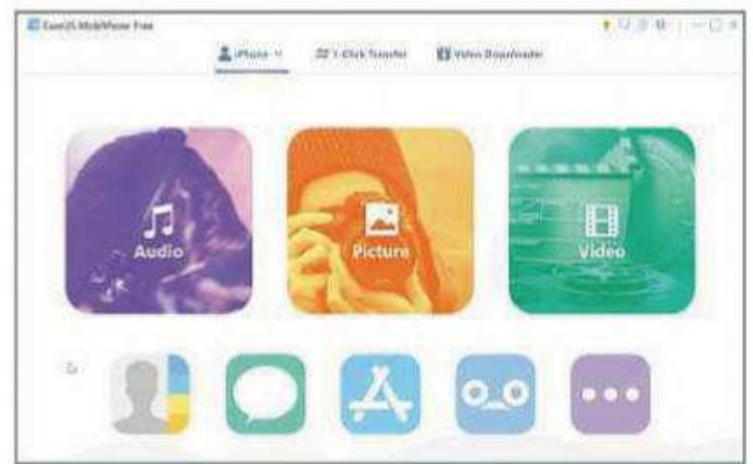 EaseUS MobiMover Free
iPhone
1-Click Transfer
Video Downloader
Audio
Picture
Video